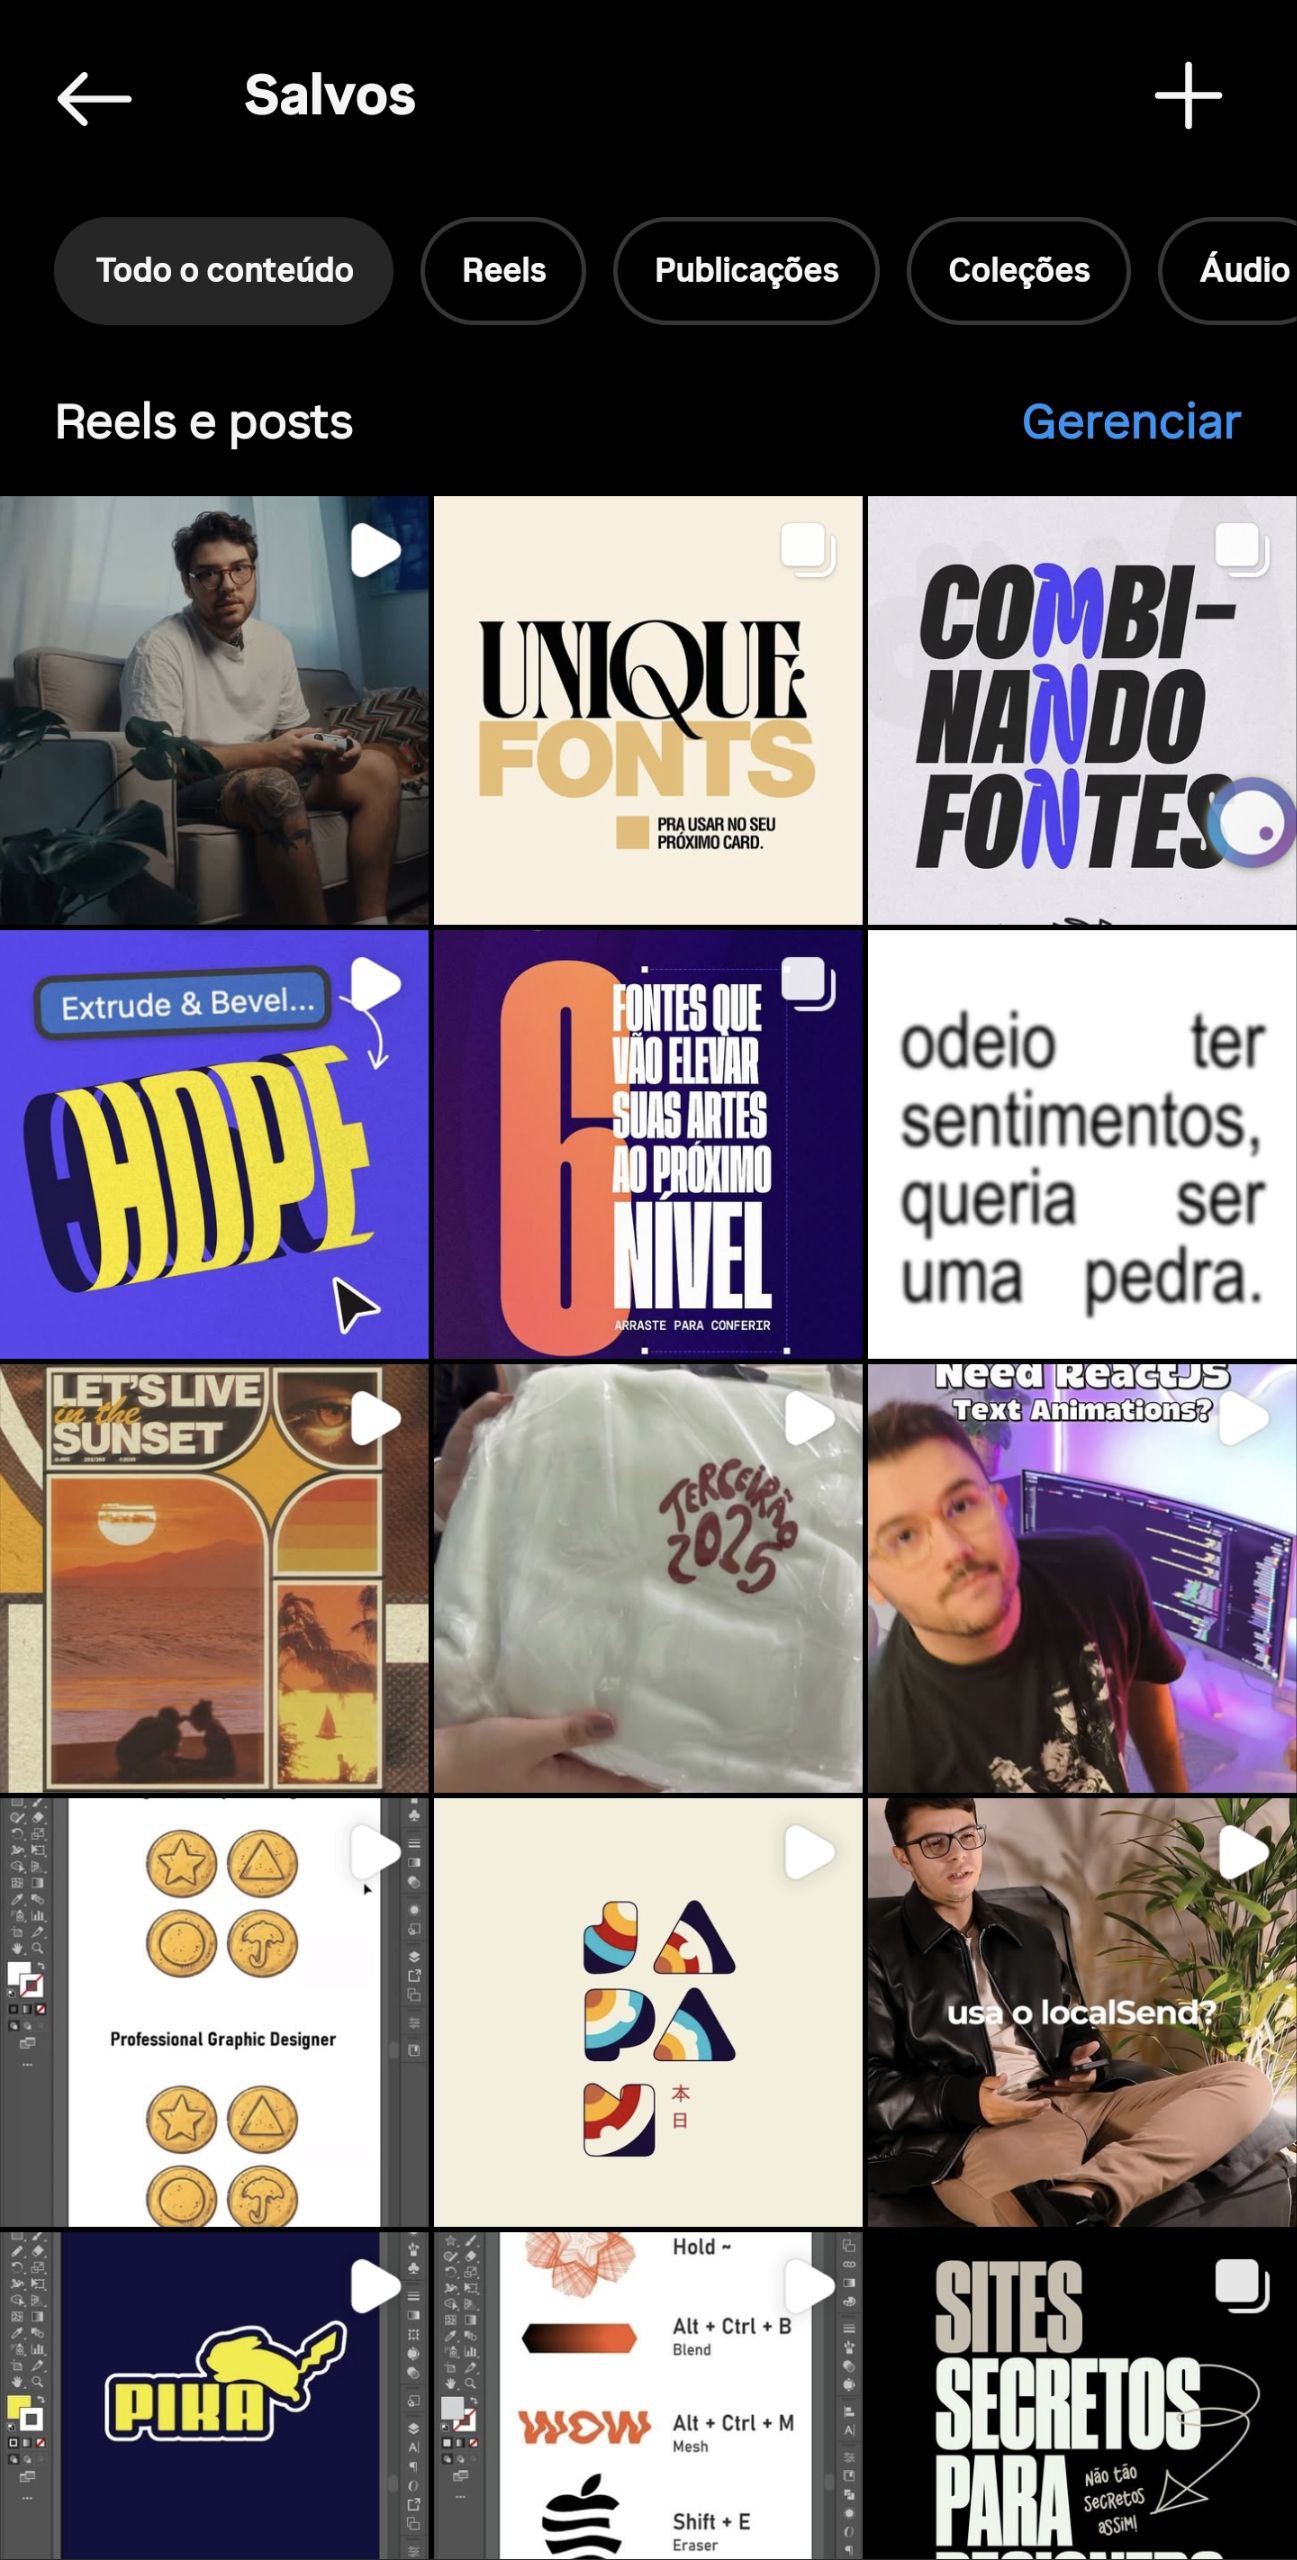 Salvos
Todo o conteúdo
Reels
Publicações
Coleções
Áudio
Reels e posts
Gerenciar
UNIQUE
FONTS
PRA USAR NO SEU
PRÓXIMO CARD.
COMBI-
NANDO
FONTES
Extrude & Bevel...
HOPE
6
FONTES QUE
VÃO ELEVAR
SUAS ARTES
AO PRÓXIMO
NÍVEL
ARRASTE PARA CONFERIR
odeio ter
sentimentos,
queria ser
uma pedra.
LET'S LIVE
in the
SUNSET
TERCEIRÃO
2025
Need ReactJS
Text Animations?
Professional Graphic Designer
JA
PA
N
本
日
usa o localSend?
PIKA
Hold ~
Alt + Ctrl + B
Blend
WOW
Alt + Ctrl + M
Mesh
Shift + E
Eraser
SITES
SECRETOS
PARA
Não tão
secretos
assim!